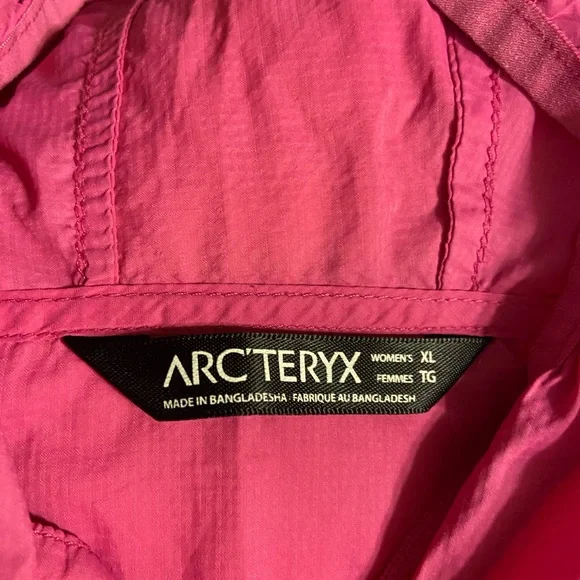 ARC'TERYX WOMEN'S XL
FEMMES TG
MADE IN BANGLADESHA FABRIQUE AU BANGLADESH